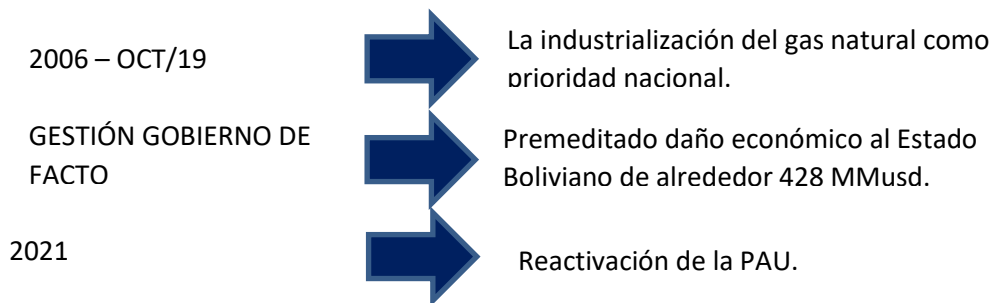 2006 – OCT/19
La industrialización del gas natural como
prioridad nacional.
GESTIÓN GOBIERNO DE
FACTO
Premeditado daño económico al Estado
Boliviano de alrededor 428 MMusd.
2021
Reactivación de la PAU.